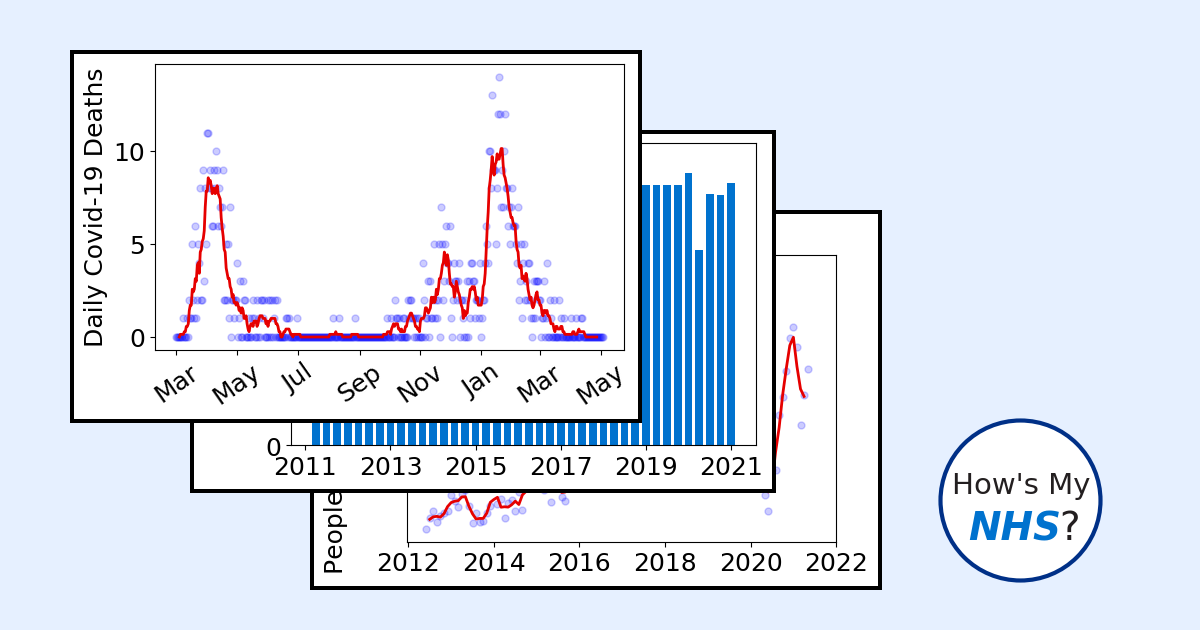 Daily Covid-19 Deaths
10
5
0
Mar May Jul Sep Nov Jan Mar May
0
2011 2013 2015 2017 2019 2021
People
2012 2014 2016 2018 2020 2022
How's My
NHS?